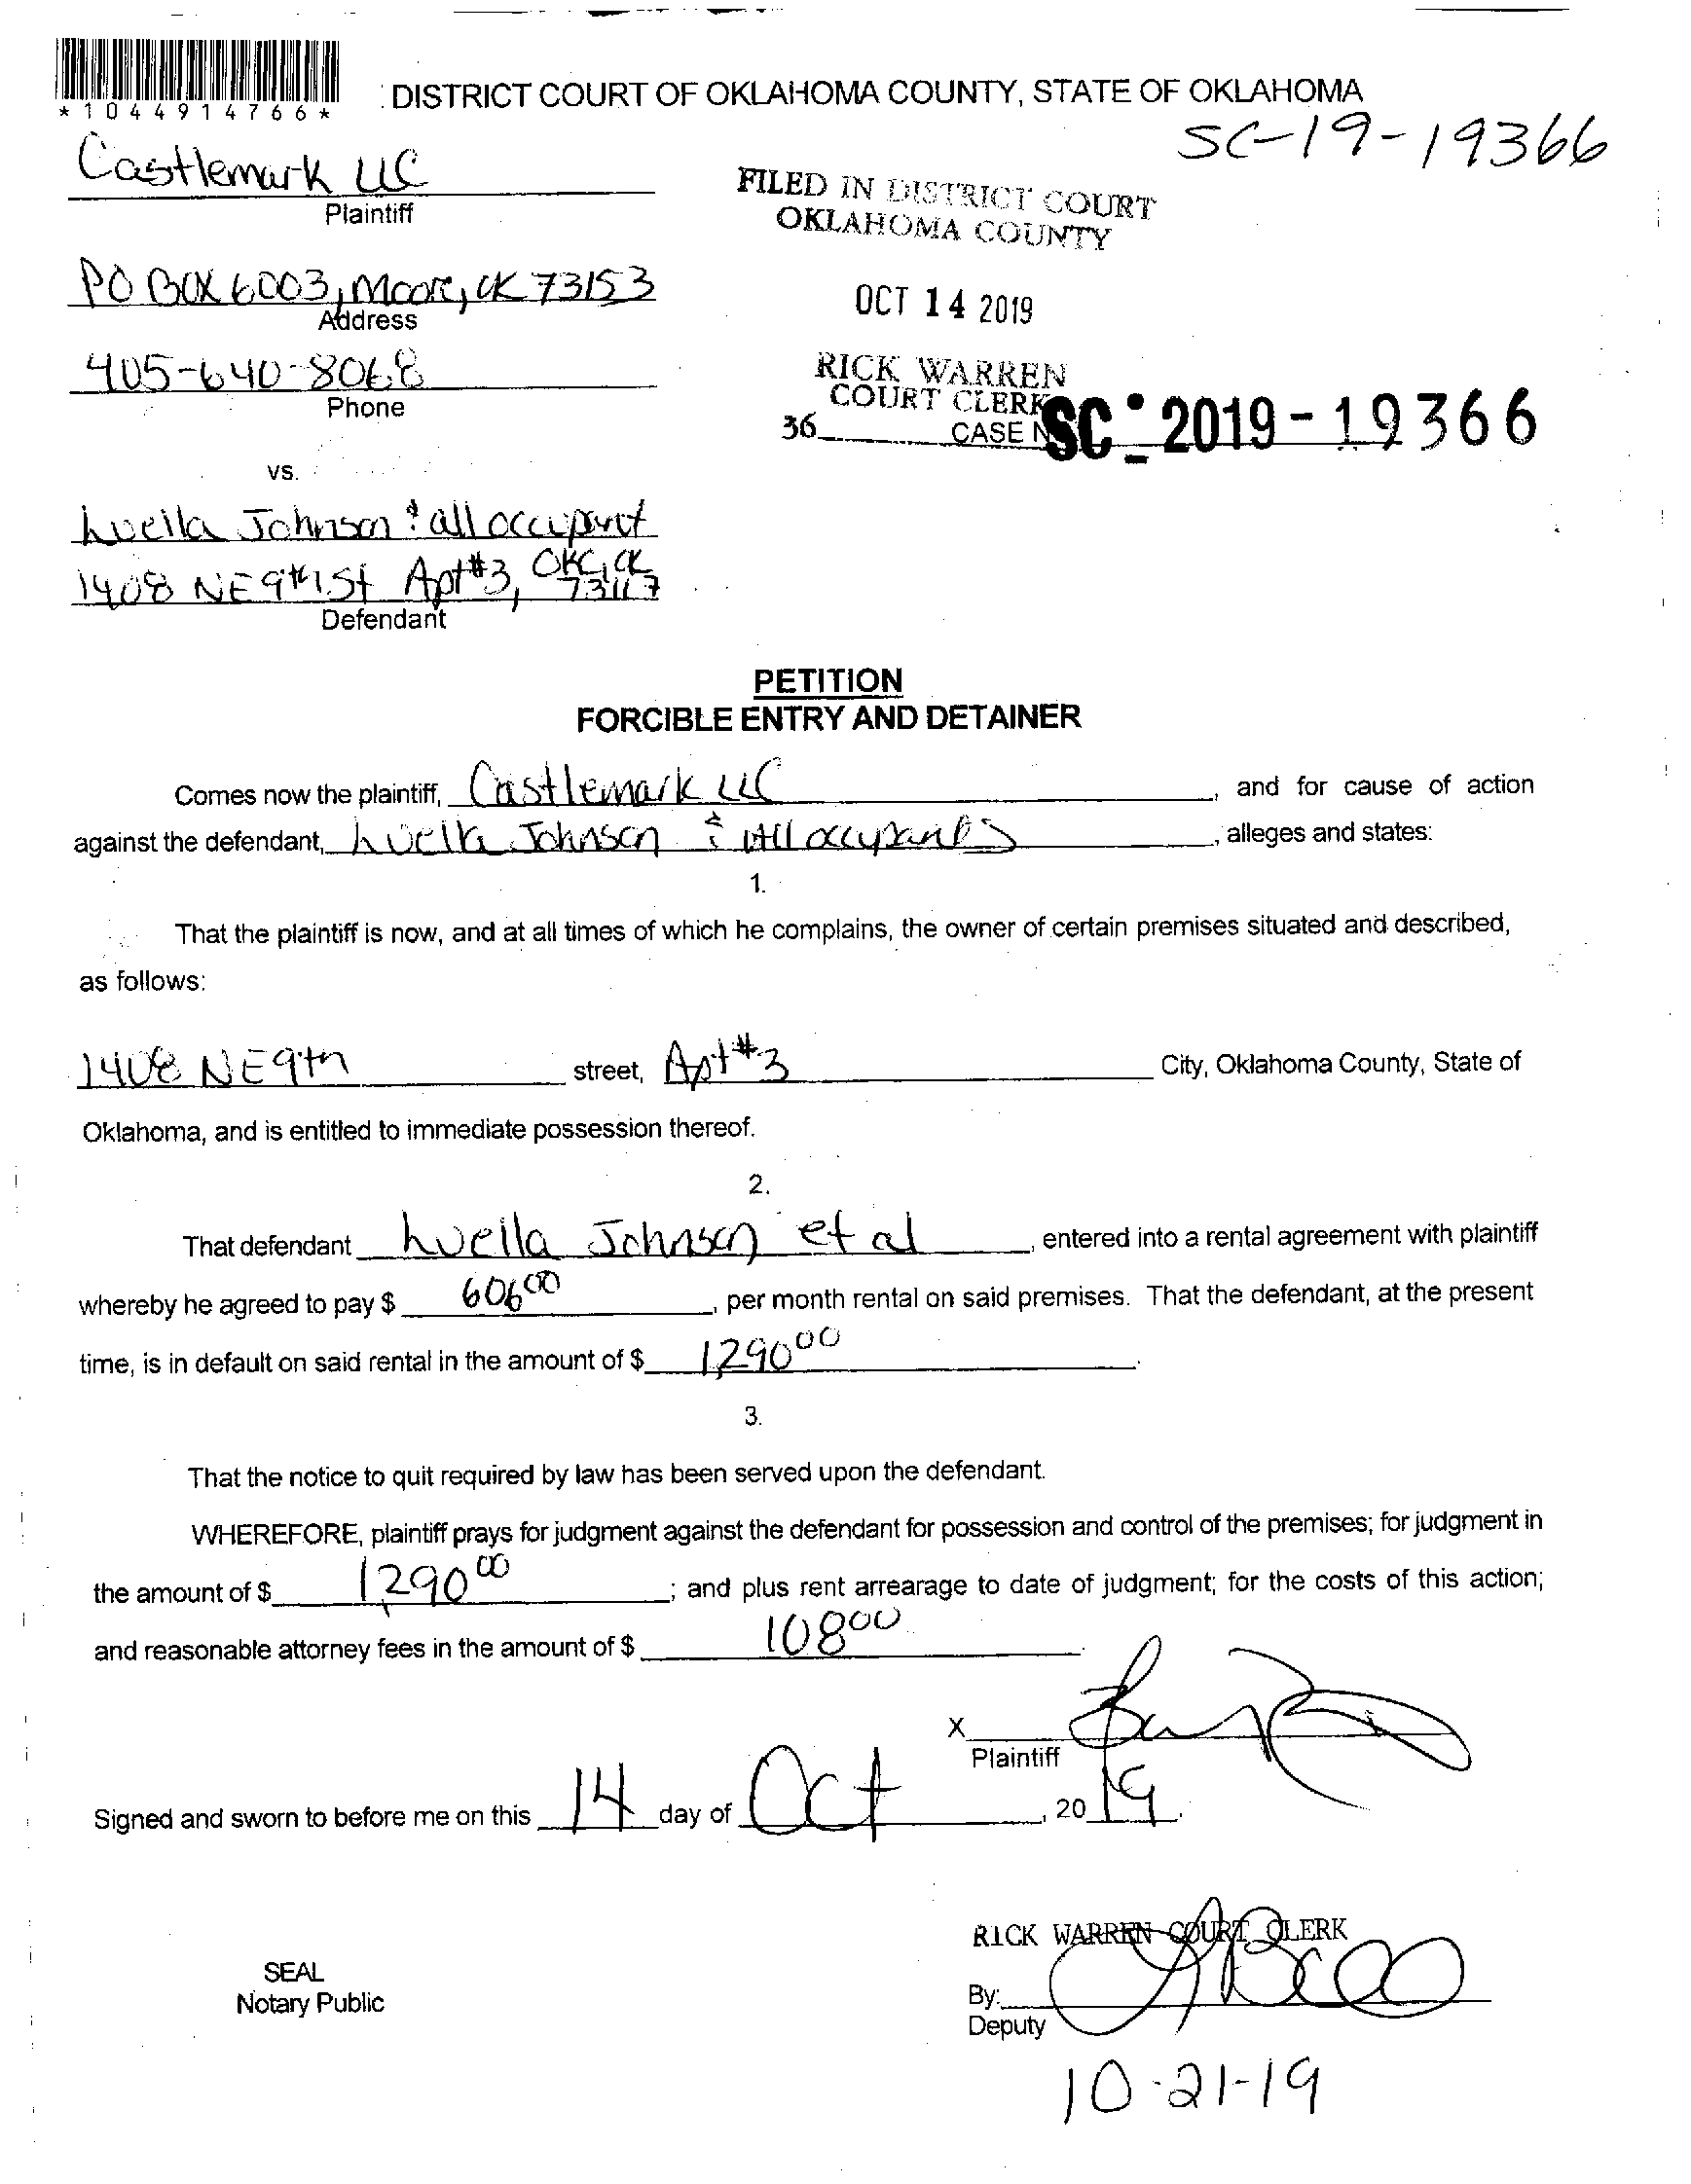 *1044914766*
DISTRICT COURT OF OKLAHOMA COUNTY, STATE OF OKLAHOMA
SC-19-19366
Castlemark LLC
Plaintiff
FILED IN DISTRICT COURT
OKLAHOMA COUNTY
PO BOX 6003, Moore, OK 73153
Address
OCT 14 2019
405-640-8068
Phone
RICK WARREN
COURT CLERK
36
CASE N
SC - 2019-19366
vs.
Luella Johnson & all occupant
1408 NE 9th St Apt #3, OKC, OK
73117
Defendant
PETITION
FORCIBLE ENTRY AND DETAINER
Comes now the plaintiff, Castlemark LLC, and for cause of action
against the defendant, Luella Johnson & All occupants, alleges and states:
1.
That the plaintiff is now, and at all times of which he complains, the owner of certain premises situated and described,
as follows:
1408 NE 9th street, Apt #3 City, Oklahoma County, State of
Oklahoma, and is entitled to immediate possession thereof.
2.
That defendant Luella Johnson et al, entered into a rental agreement with plaintiff
whereby he agreed to pay $ 606 00, per month rental on said premises. That the defendant, at the present
time, is in default on said rental in the amount of $ 1,290 00.
3.
That the notice to quit required by law has been served upon the defendant.
WHEREFORE, plaintiff prays for judgment against the defendant for possession and control of the premises; for judgment in
the amount of $ 1,290 00; and plus rent arrearage to date of judgment; for the costs of this action;
and reasonable attorney fees in the amount of $ 108 00
X
Plaintiff
Signed and sworn to before me on this 14 day of Oct, 2019.
RICK WARREN COURT CLERK
SEAL
Notary Public
By:
Deputy
10-21-19